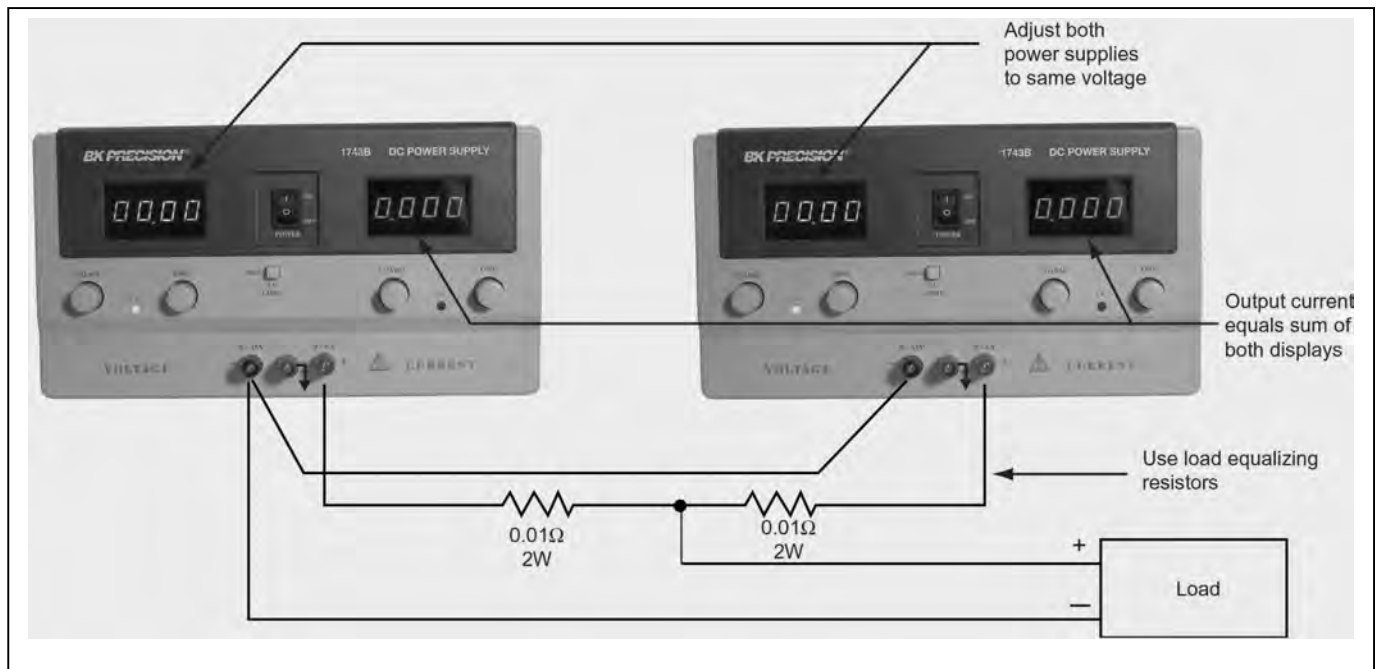 Adjust both
power supplies
to same voltage
BK PRECISION
1743B DC POWER SUPPLY
BK PRECISION
1743B DC POWER SUPPLY
00.00
0.000
00.00
0.000
POWER
POWER
Output current
equals sum of
both displays
VOLTAGE
CURRENT
VOLTAGE
CURRENT
Use load equalizing
resistors
0.01Ω
2W
0.01Ω
2W
+
—
Load